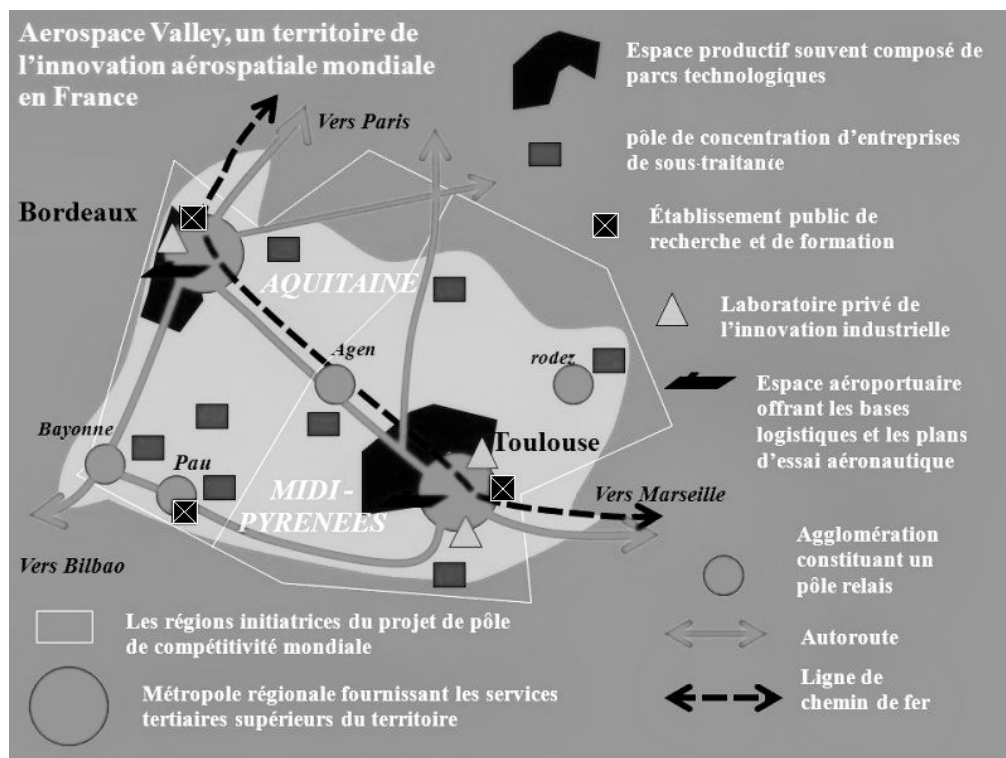 Aerospace Valley, un territoire de
l'innovation aérospatiale mondiale
en France
Espace productif souvent composé de
parcs technologiques
Vers Paris
pôle de concentration d'entreprises
de sous-traitance
Bordeaux
Établissement public de
recherche et de formation
AQUITAINE
Laboratoire privé de
l'innovation industrielle
Agen
rodez
Espace aéroportuaire
offrant les bases
logistiques et les plans
d'essai aéronautique
Bayonne
Toulouse
Pau
MIDI -
PYRENEES
Vers Marseille
Vers Bilbao
Agglomération
constituant un
pôle relais
Les régions initiatrices du projet de pôle
de compétitivité mondiale
Autoroute
Métropole régionale fournissant les services
tertiaires supérieurs du territoire
Ligne de
chemin de fer